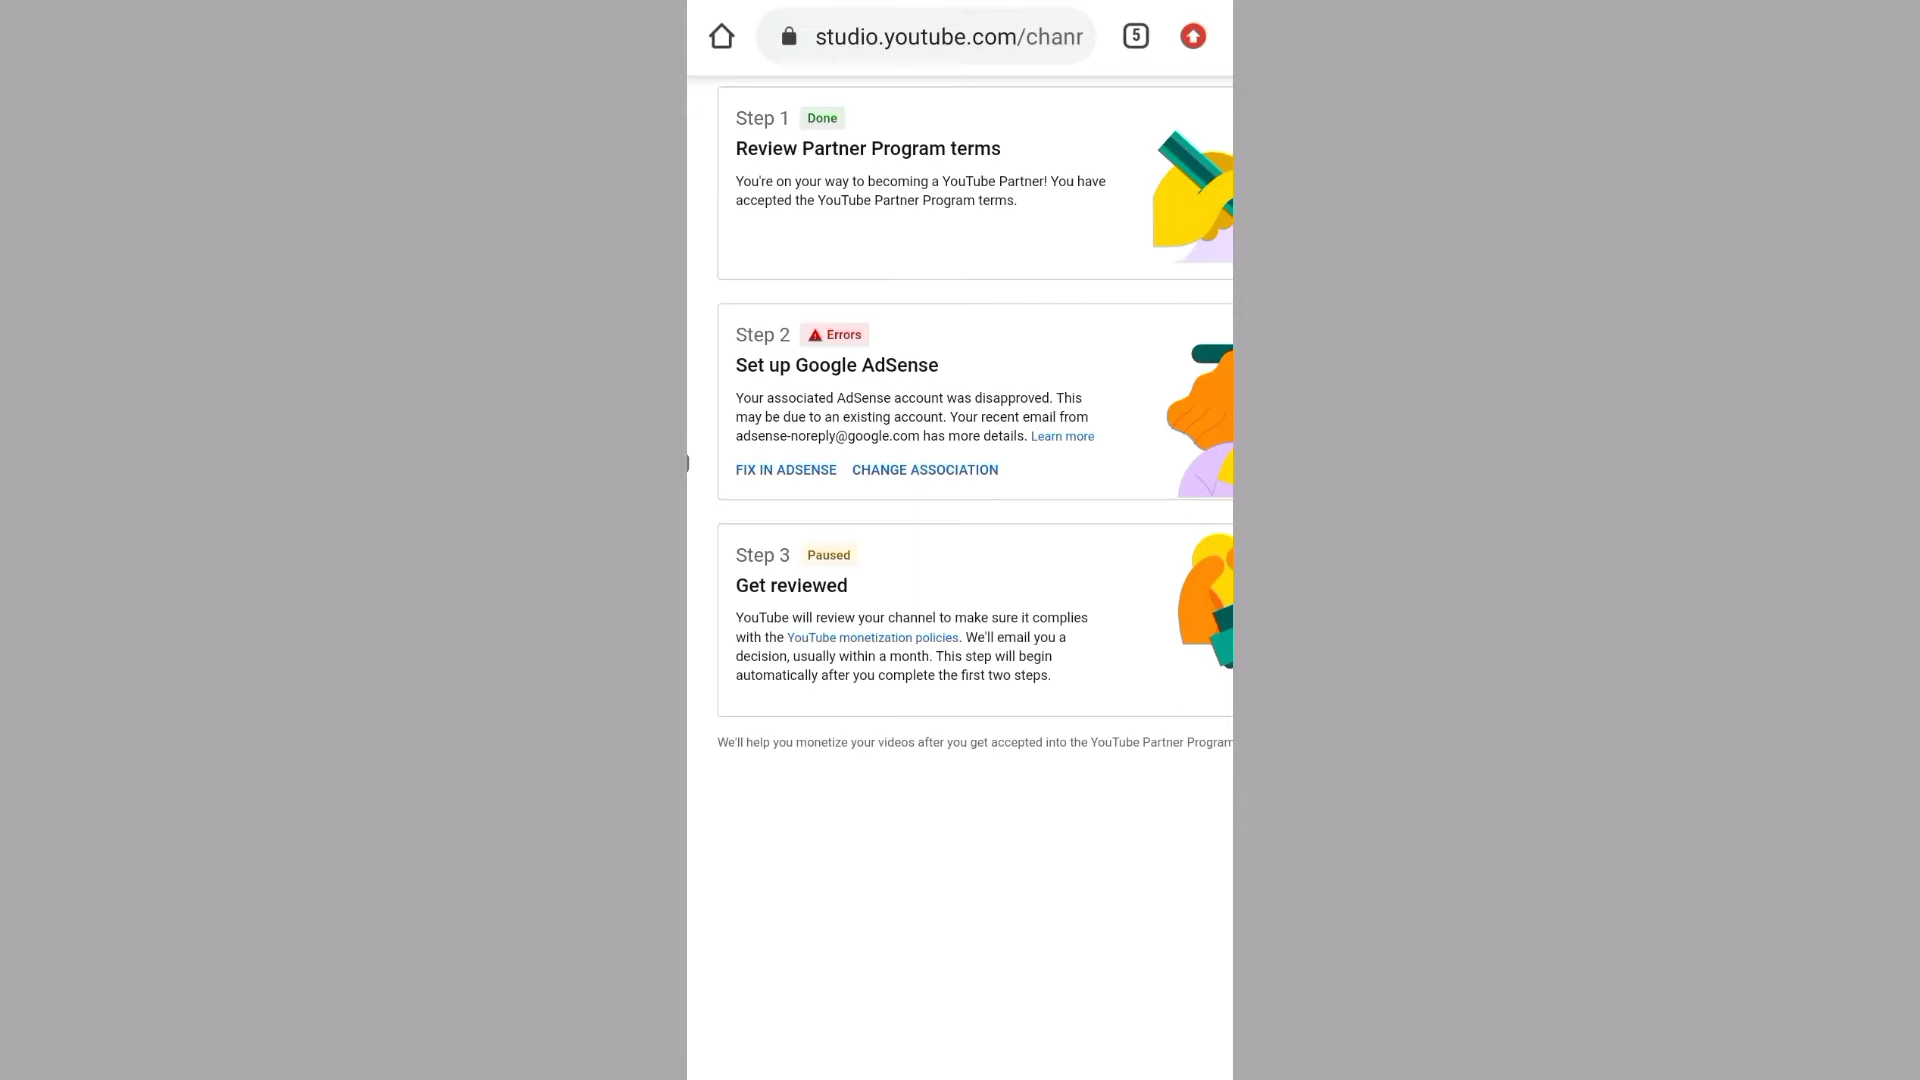 studio.youtube.com/chanr
5
Step 1 Done
Review Partner Program terms
You're on your way to becoming a YouTube Partner! You have
accepted the YouTube Partner Program terms.
Step 2 Errors
Set up Google AdSense
Your associated AdSense account was disapproved. This
may be due to an existing account. Your recent email from
adsense-noreply@google.com has more details. Learn more
FIX IN ADSENSE CHANGE ASSOCIATION
Step 3 Paused
Get reviewed
YouTube will review your channel to make sure it complies
with the YouTube monetization policies. We'll email you a
decision, usually within a month. This step will begin
automatically after you complete the first two steps.
We'll help you monetize your videos after you get accepted into the YouTube Partner Program